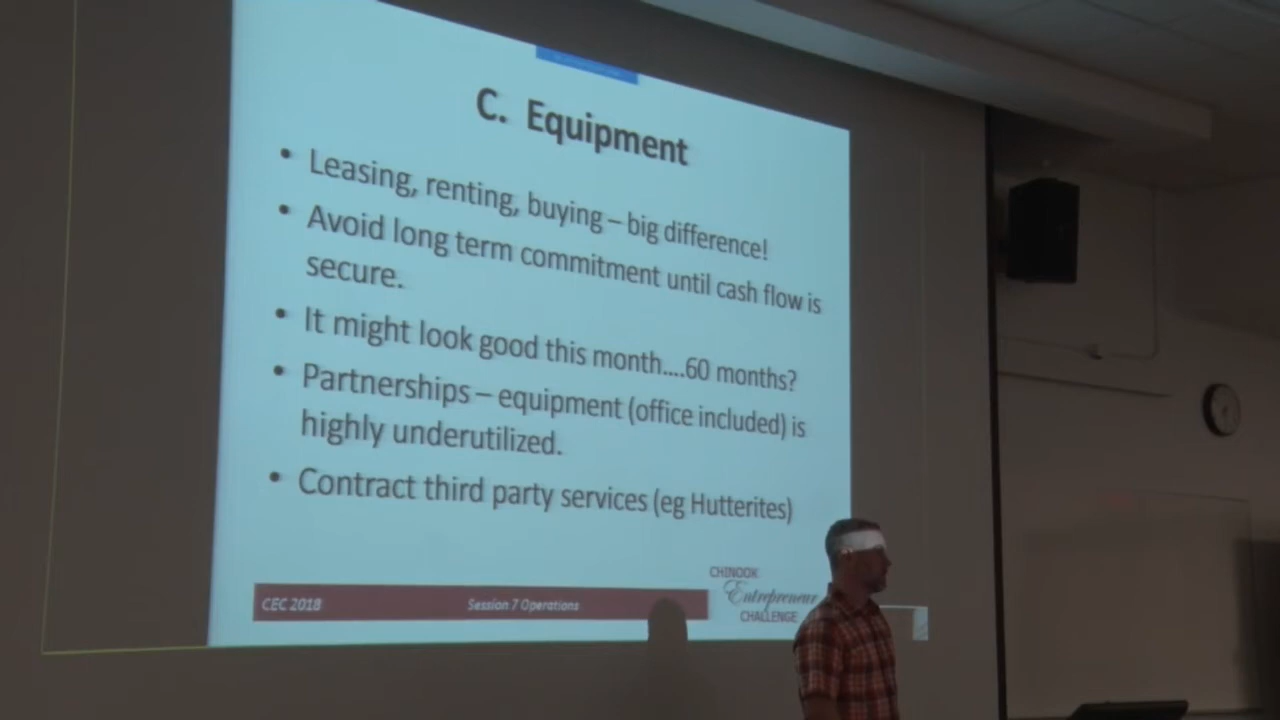 C. Equipment
• Leasing, renting, buying – big difference!
• Avoid long term commitment until cash flow is
secure.
• It might look good this month....60 months?
• Partnerships – equipment (office included) is
highly underutilized.
• Contract third party services (eg Hutterites)
CEC 2018
Session 7 Operations
CHINOOK
Entrepreneur
CHALLENGE